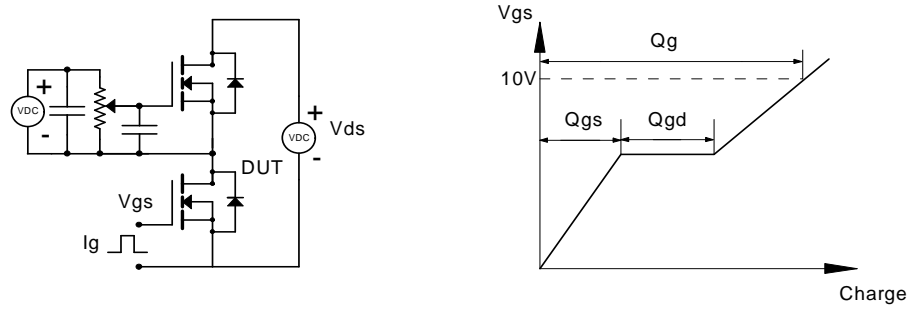 +
VDC
-
+
VDC
-
Vds
DUT
Vgs
Ig
Vgs
Qg
10V
Qgs
Qgd
Charge